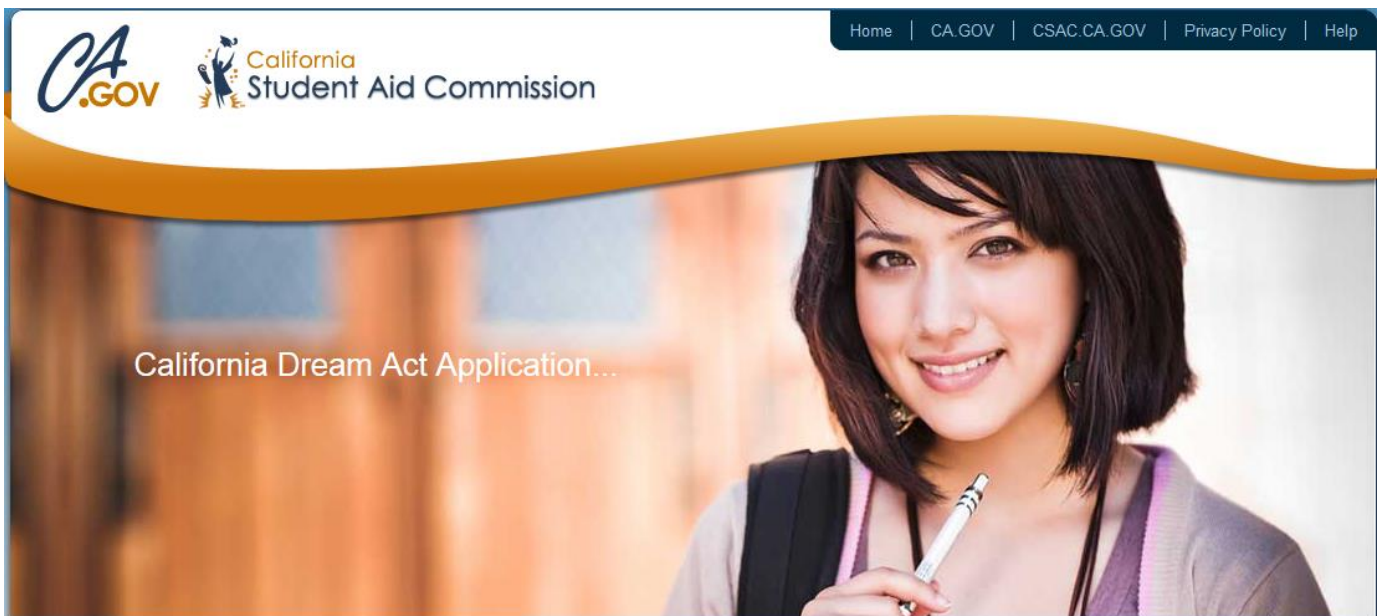 Home | CA.GOV | CSAC.CA.GOV | Privacy Policy | Help
CA
.GOV
California
Student Aid Commission
California Dream Act Application...